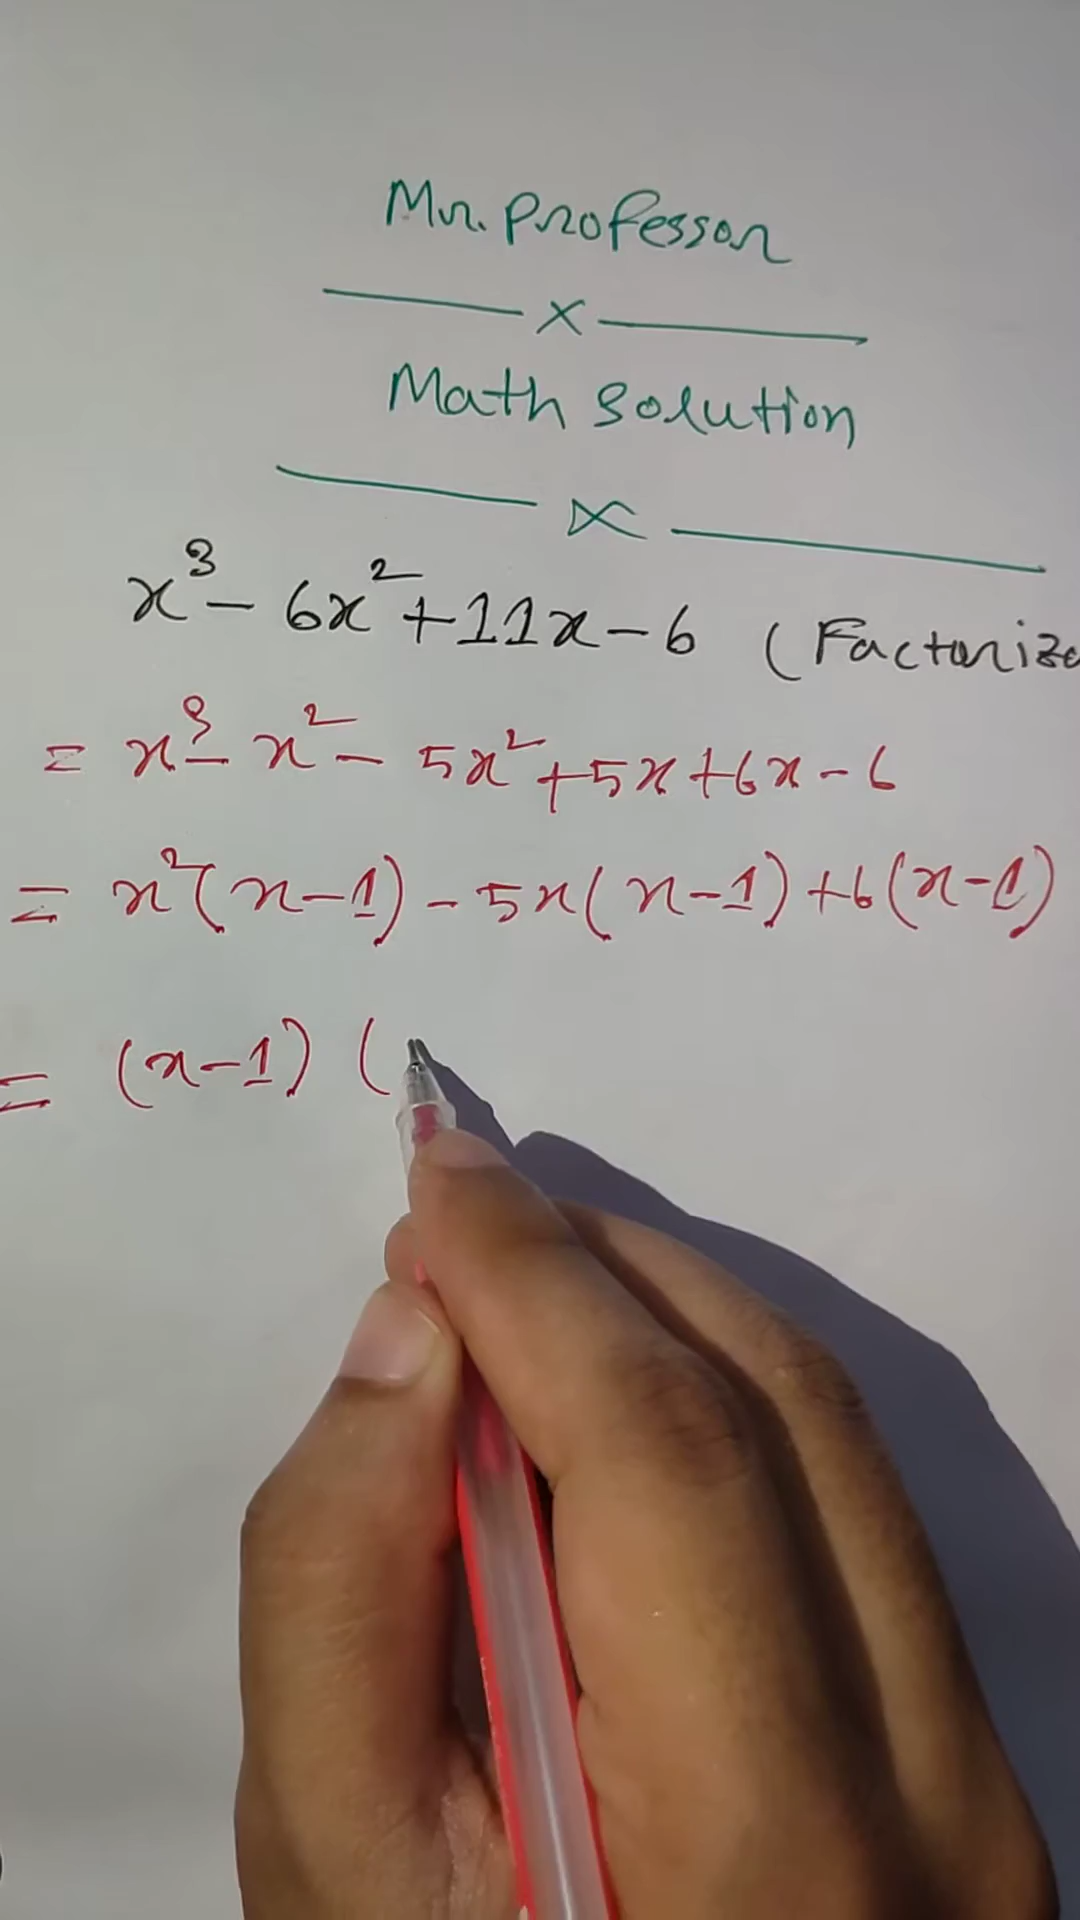 Mr. Professor
x
Math Solution
x³ - 6x² + 11x - 6 (Factorize
= x³ - x² - 5x² + 5x + 6x - 6
= x²(x-1) - 5x(x-1) + 6(x-1)
= (x-1) (